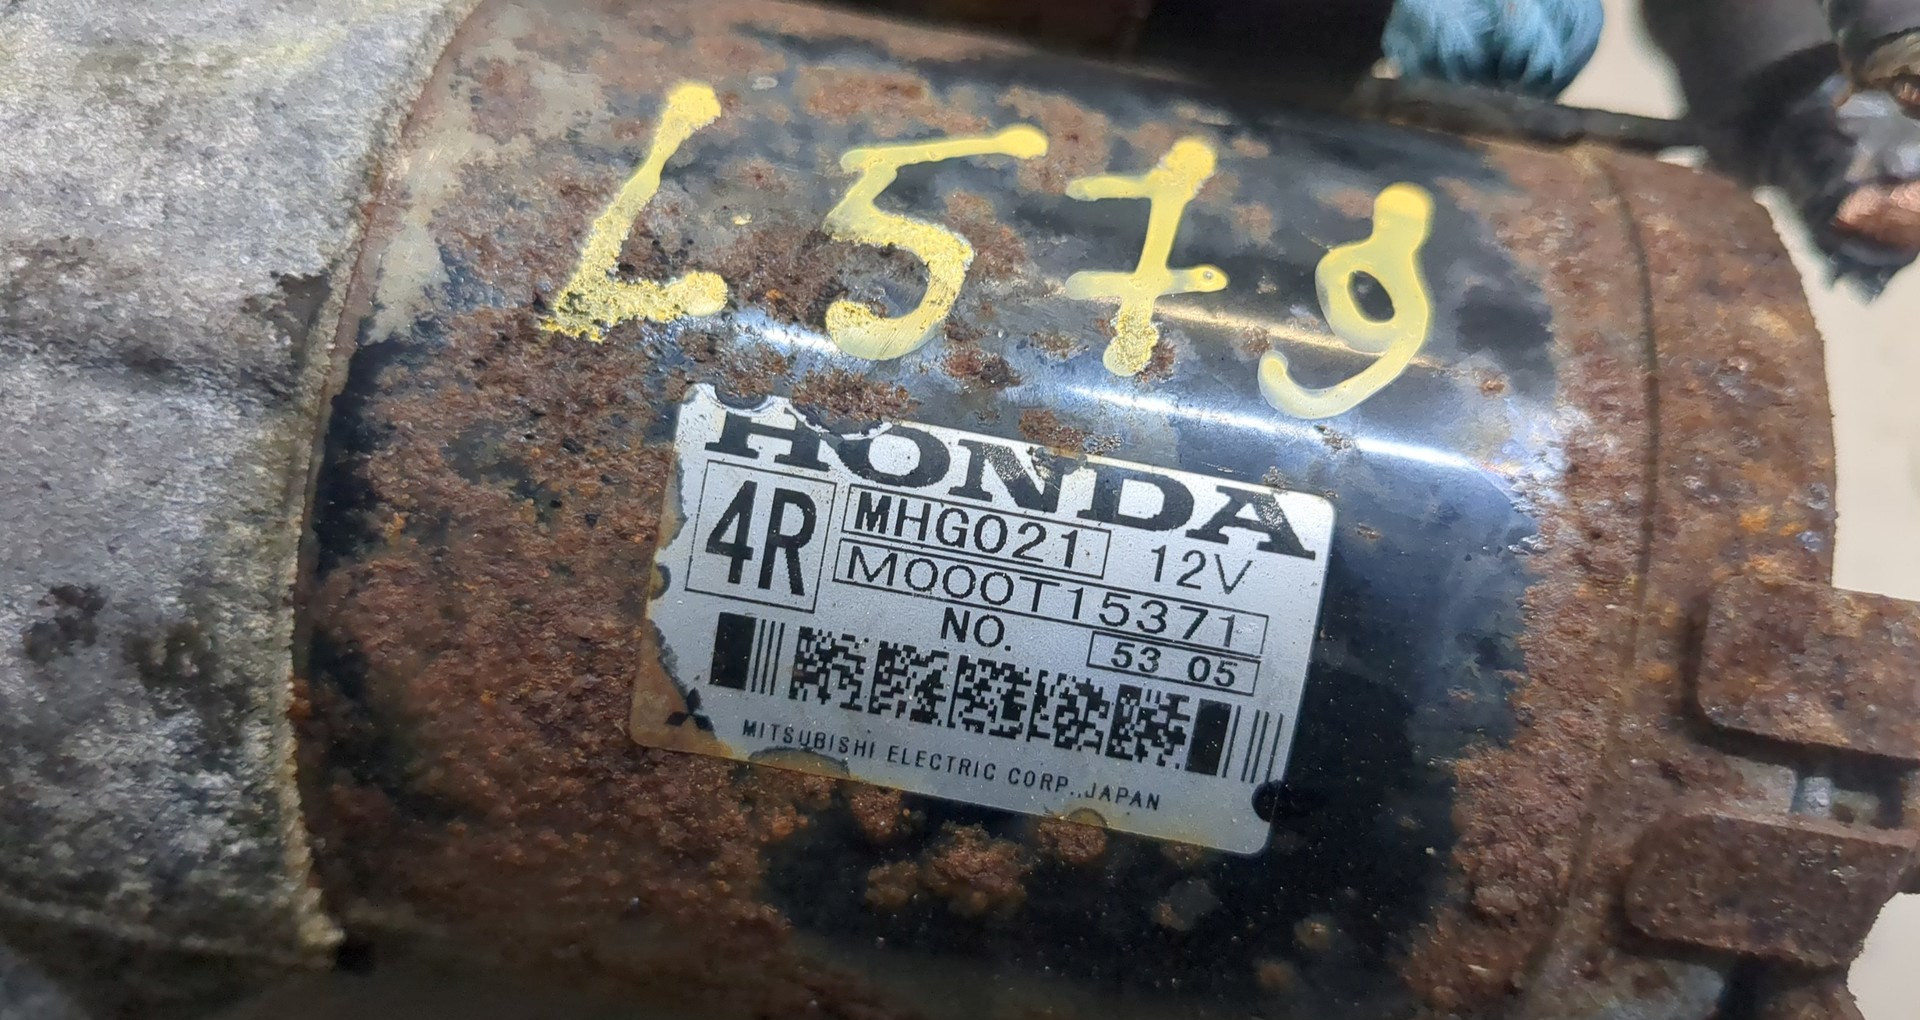 L579
HONDA
4R
MHG021 12V
M000T15371
NO. 53 05
MITSUBISHI ELECTRIC CORP., JAPAN